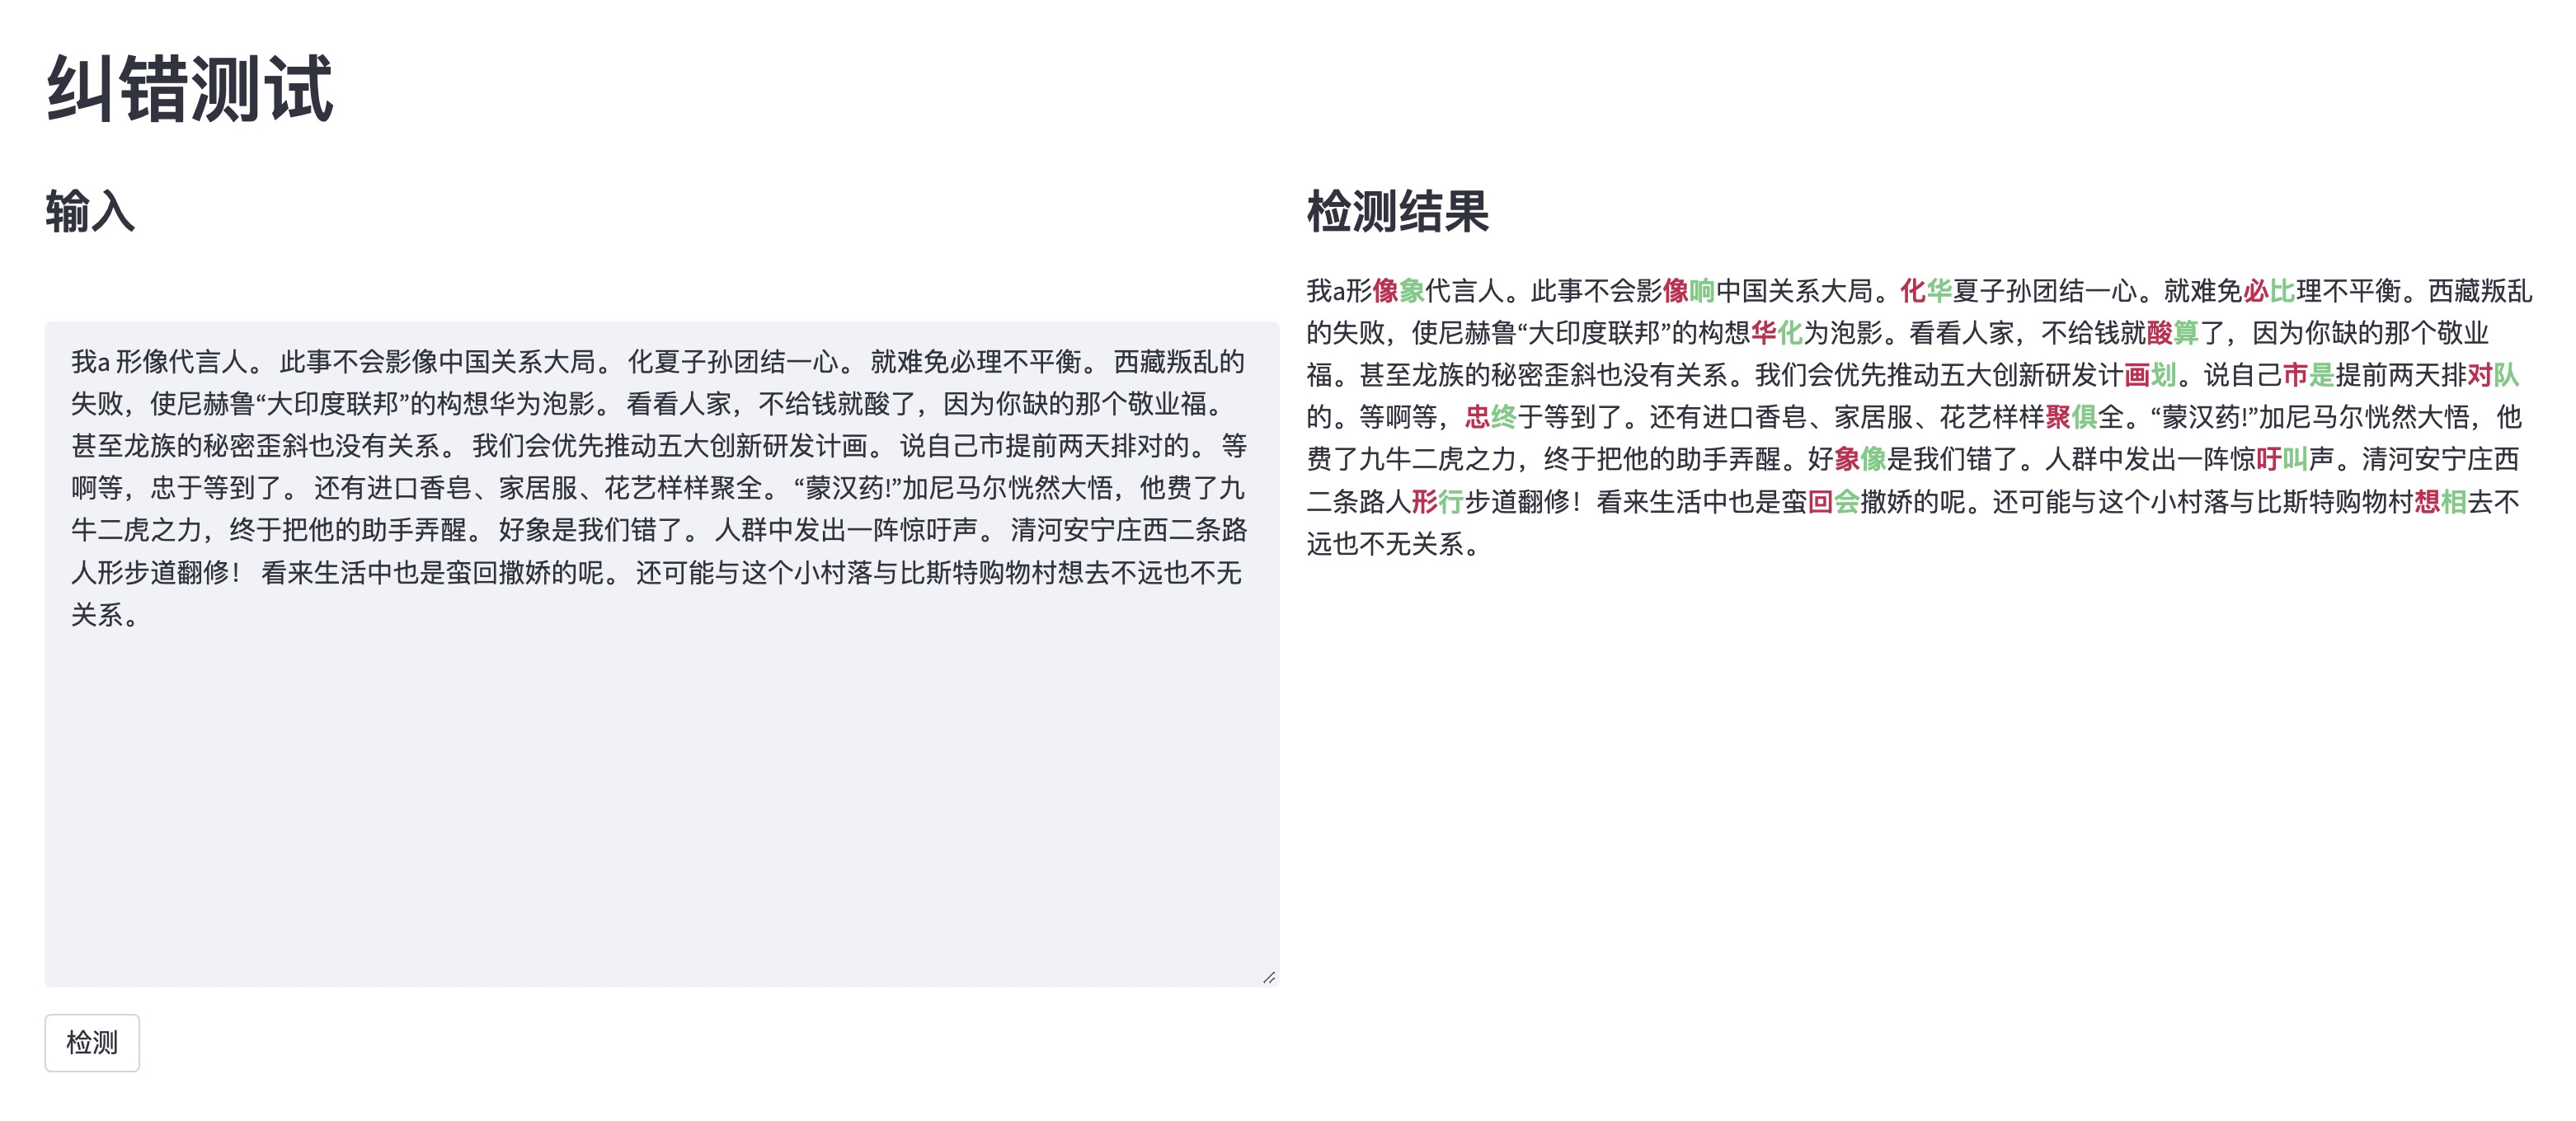 纠错测试
输入
我a 形像代言人。 此事不会影像中国关系大局。 化夏子孙团结一心。 就难免必理不平衡。 西藏叛乱的
失败，使尼赫鲁“大印度联邦”的构想华为泡影。 看看人家，不给钱就酸了，因为你缺的那个敬业福。
甚至龙族的秘密歪斜也没有关系。 我们会优先推动五大创新研发计画。 说自己市提前两天排对的。 等
啊等，忠于等到了。 还有进口香皂、家居服、花艺样样聚全。 “蒙汉药!”加尼马尔恍然大悟，他费了九
牛二虎之力，终于把他的助手弄醒。 好象是我们错了。 人群中发出一阵惊吁声。 清河安宁庄西二条路
人形步道翻修！ 看来生活中也是蛮回撒娇的呢。 还可能与这个小村落与比斯特购物村想去不远也不无
关系。
检测
检测结果
我a形像象代言人。此事不会影像响中国关系大局。化华夏子孙团结一心。就难免必比理不平衡。西藏叛乱
的失败，使尼赫鲁“大印度联邦”的构想华化为泡影。看看人家，不给钱就酸算了，因为你缺的那个敬业
福。甚至龙族的秘密歪斜也没有关系。我们会优先推动五大创新研发计画划。说自己市是提前两天排对队
的。等啊等，忠终于等到了。还有进口香皂、家居服、花艺样样聚俱全。“蒙汉药!”加尼马尔恍然大悟，他
费了九牛二虎之力，终于把他的助手弄醒。好象像是我们错了。人群中发出一阵惊吁叫声。清河安宁庄西
二条路人形行步道翻修！看来生活中也是蛮回会撒娇的呢。还可能与这个小村落与比斯特购物村想相去不
远也不无关系。